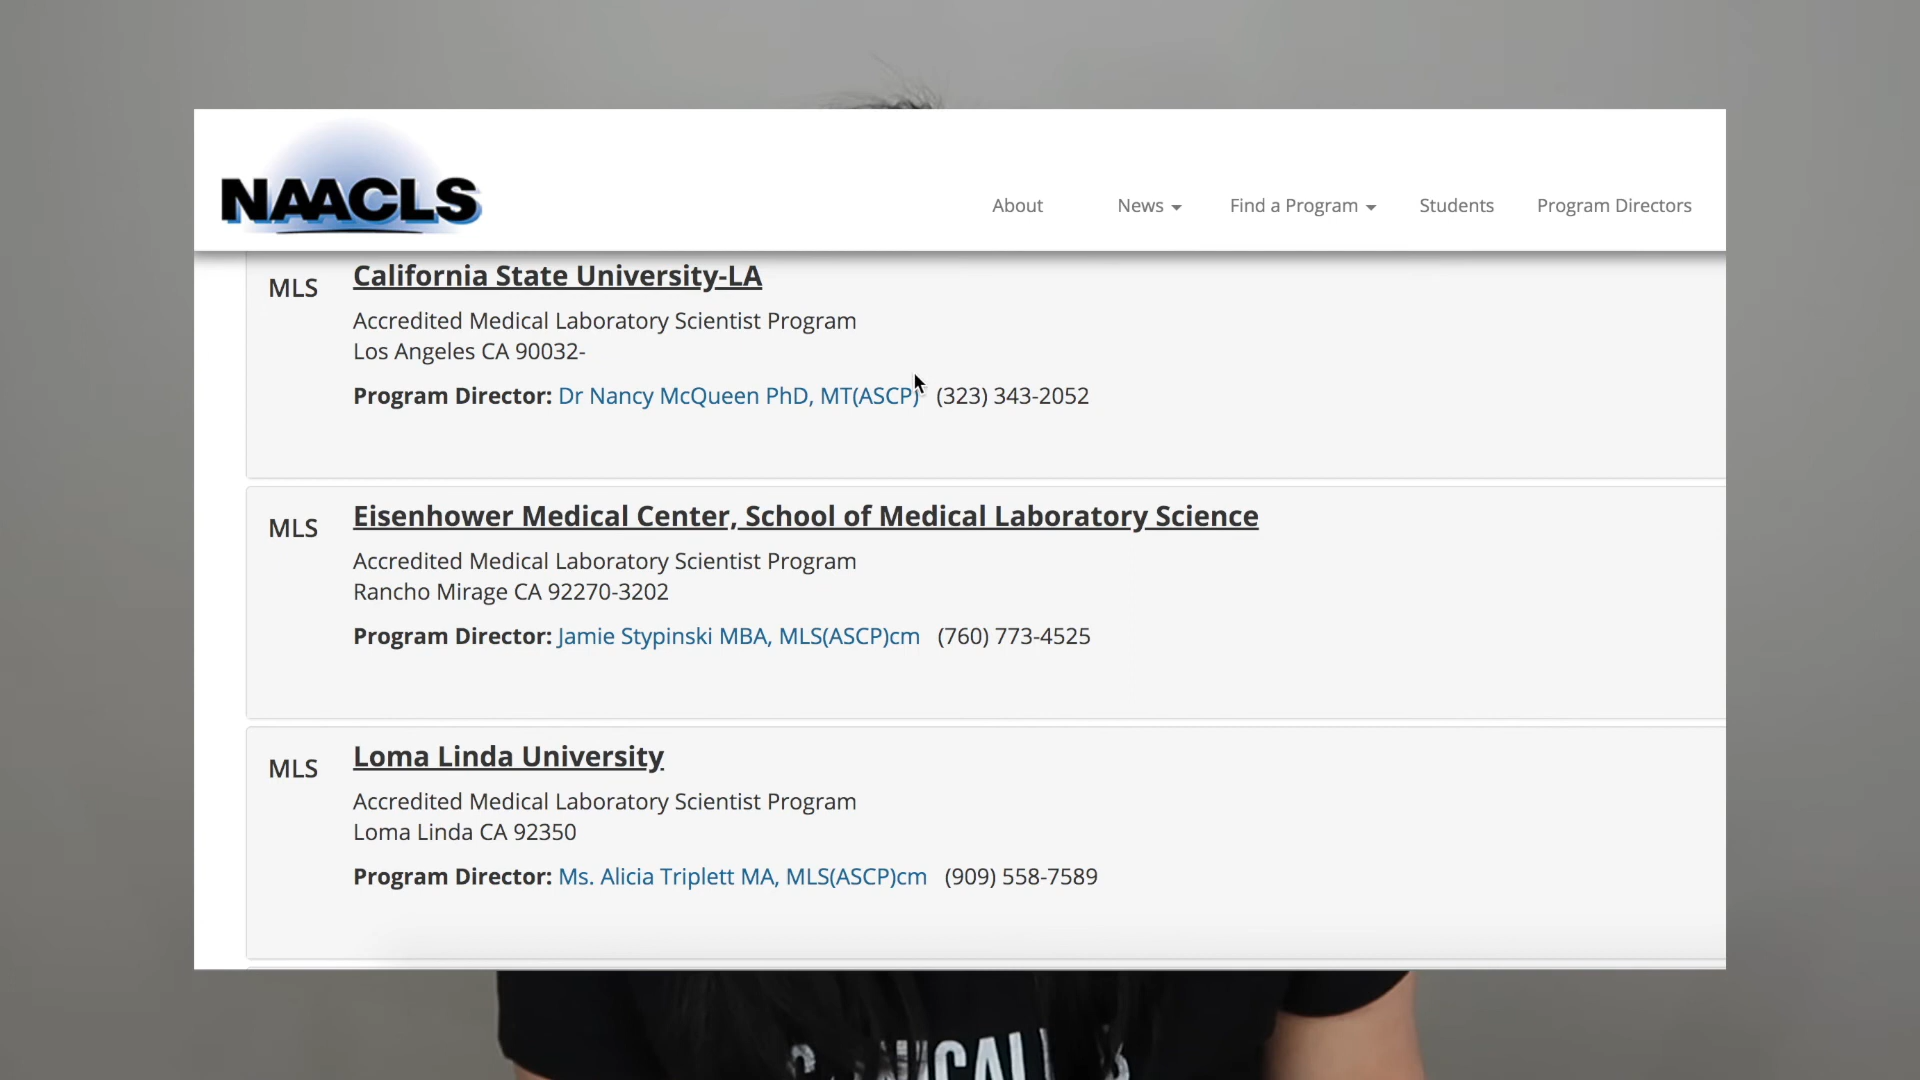 NAACLS
About News Find a Program Students Program Directors
MLS California State University-LA
Accredited Medical Laboratory Scientist Program
Los Angeles CA 90032-
Program Director: Dr Nancy McQueen PhD, MT(ASCP) (323) 343-2052
MLS Eisenhower Medical Center, School of Medical Laboratory Science
Accredited Medical Laboratory Scientist Program
Rancho Mirage CA 92270-3202
Program Director: Jamie Stypinski MBA, MLS(ASCP)cm (760) 773-4525
MLS Loma Linda University
Accredited Medical Laboratory Scientist Program
Loma Linda CA 92350
Program Director: Ms. Alicia Triplett MA, MLS(ASCP)cm (909) 558-7589